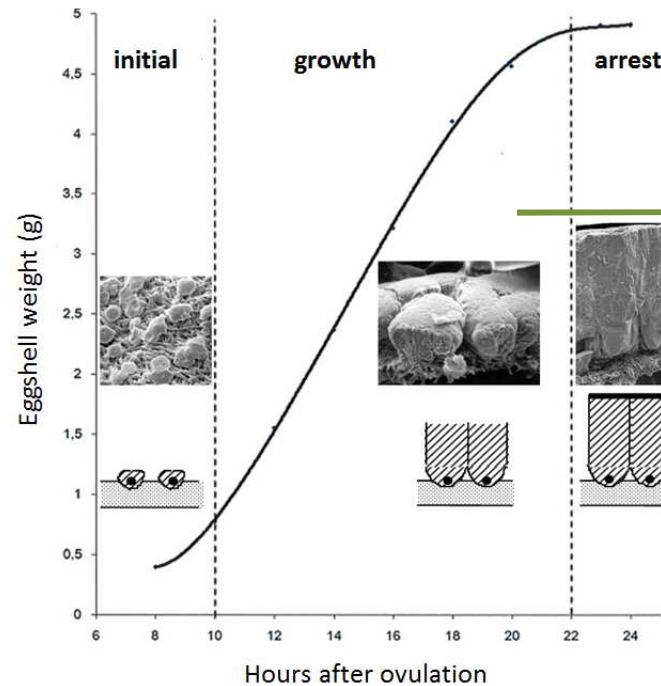 initial growth arrest
5
4,5
4
3,5
3
2,5
2
1,5
1
0,5
0
Eggshell weight (g)
6 8 10 12 14 16 18 20 22 24
Hours after ovulation